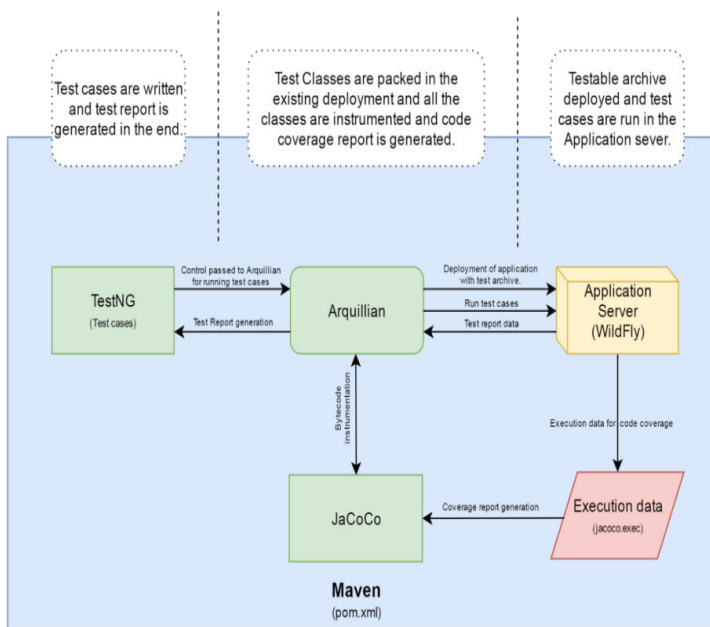 Test cases are written
and test report is
generated in the end.
Test Classes are packed in the
existing deployment and all the
classes are instrumented and code
coverage report is generated.
Testable archive
deployed and test
cases are run in the
Application sever.
TestNG
(Test cases)
Control passed to Arquillian
for running test cases
Test Report generation
Arquillian
Deployment of application
with test archive.
Run test cases
Test report data
Application
Server
(WildFly)
Bytecode
instrumentation
Execution data for code coverage
JaCoCo
Coverage report generation
Execution data
(jacoco.exec)
Maven
(pom.xml)